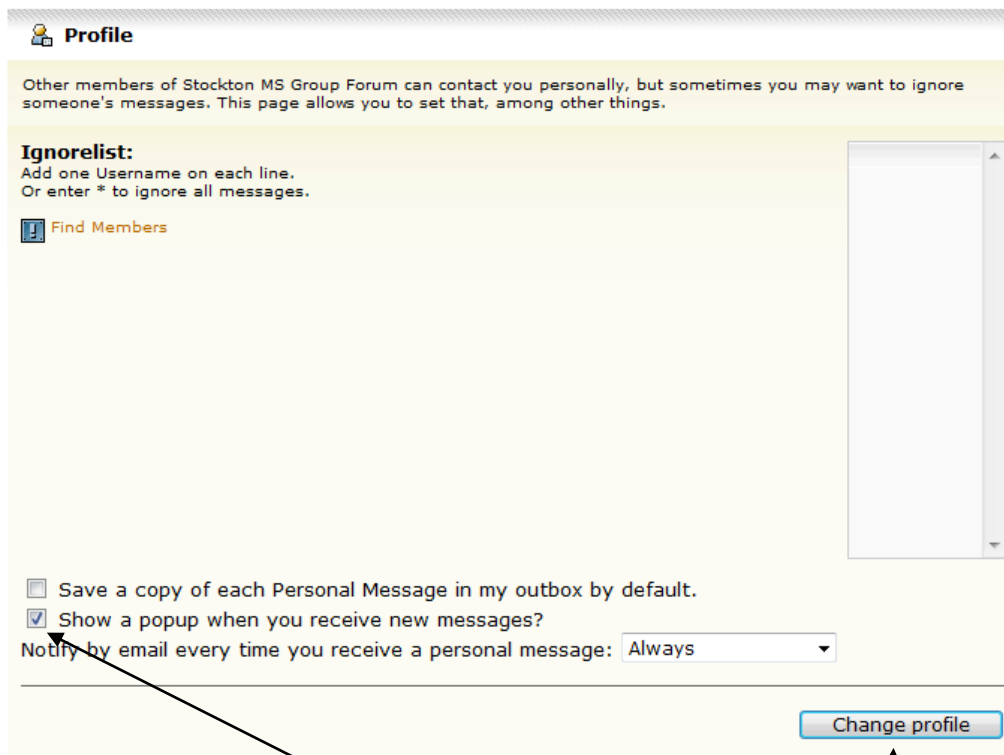 Profile
Other members of Stockton MS Group Forum can contact you personally, but sometimes you may want to ignore
someone's messages. This page allows you to set that, among other things.
Ignorelist:
Add one Username on each line.
Or enter * to ignore all messages.
Find Members
Save a copy of each Personal Message in my outbox by default.
Show a popup when you receive new messages?
Notify by email every time you receive a personal message: Always
Change profile